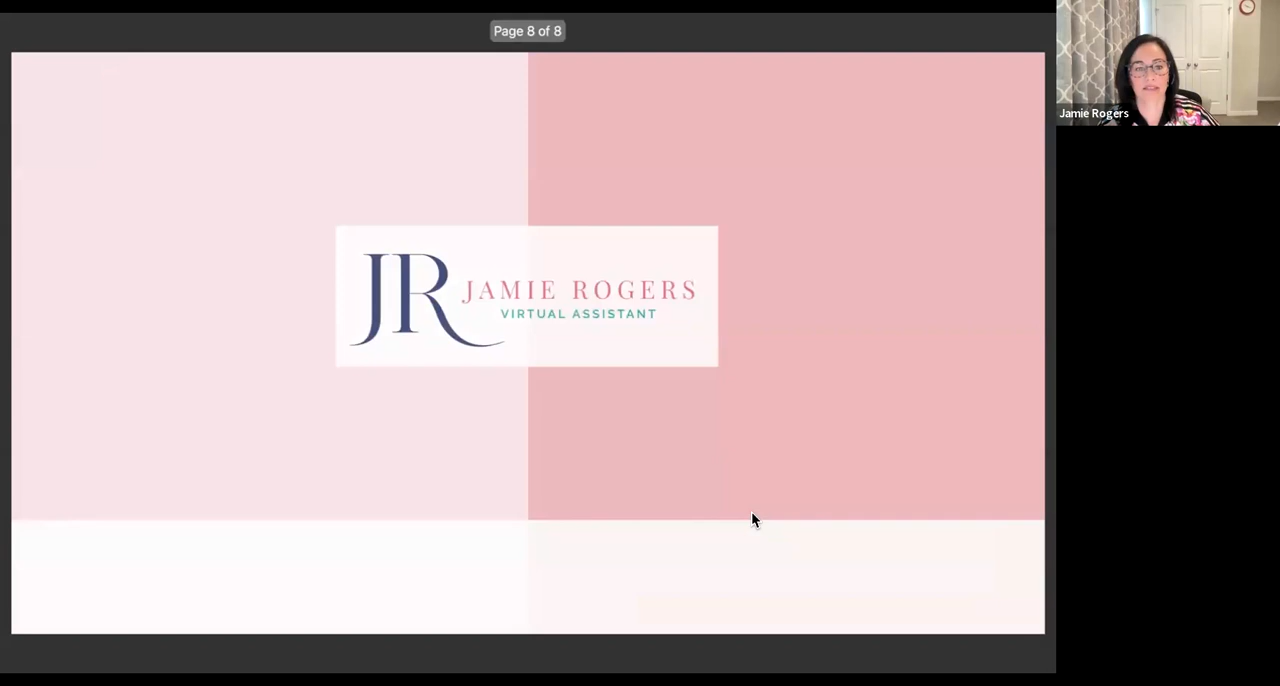 Page 8 of 8
Jamie Rogers
JR
JAMIE ROGERS
VIRTUAL ASSISTANT